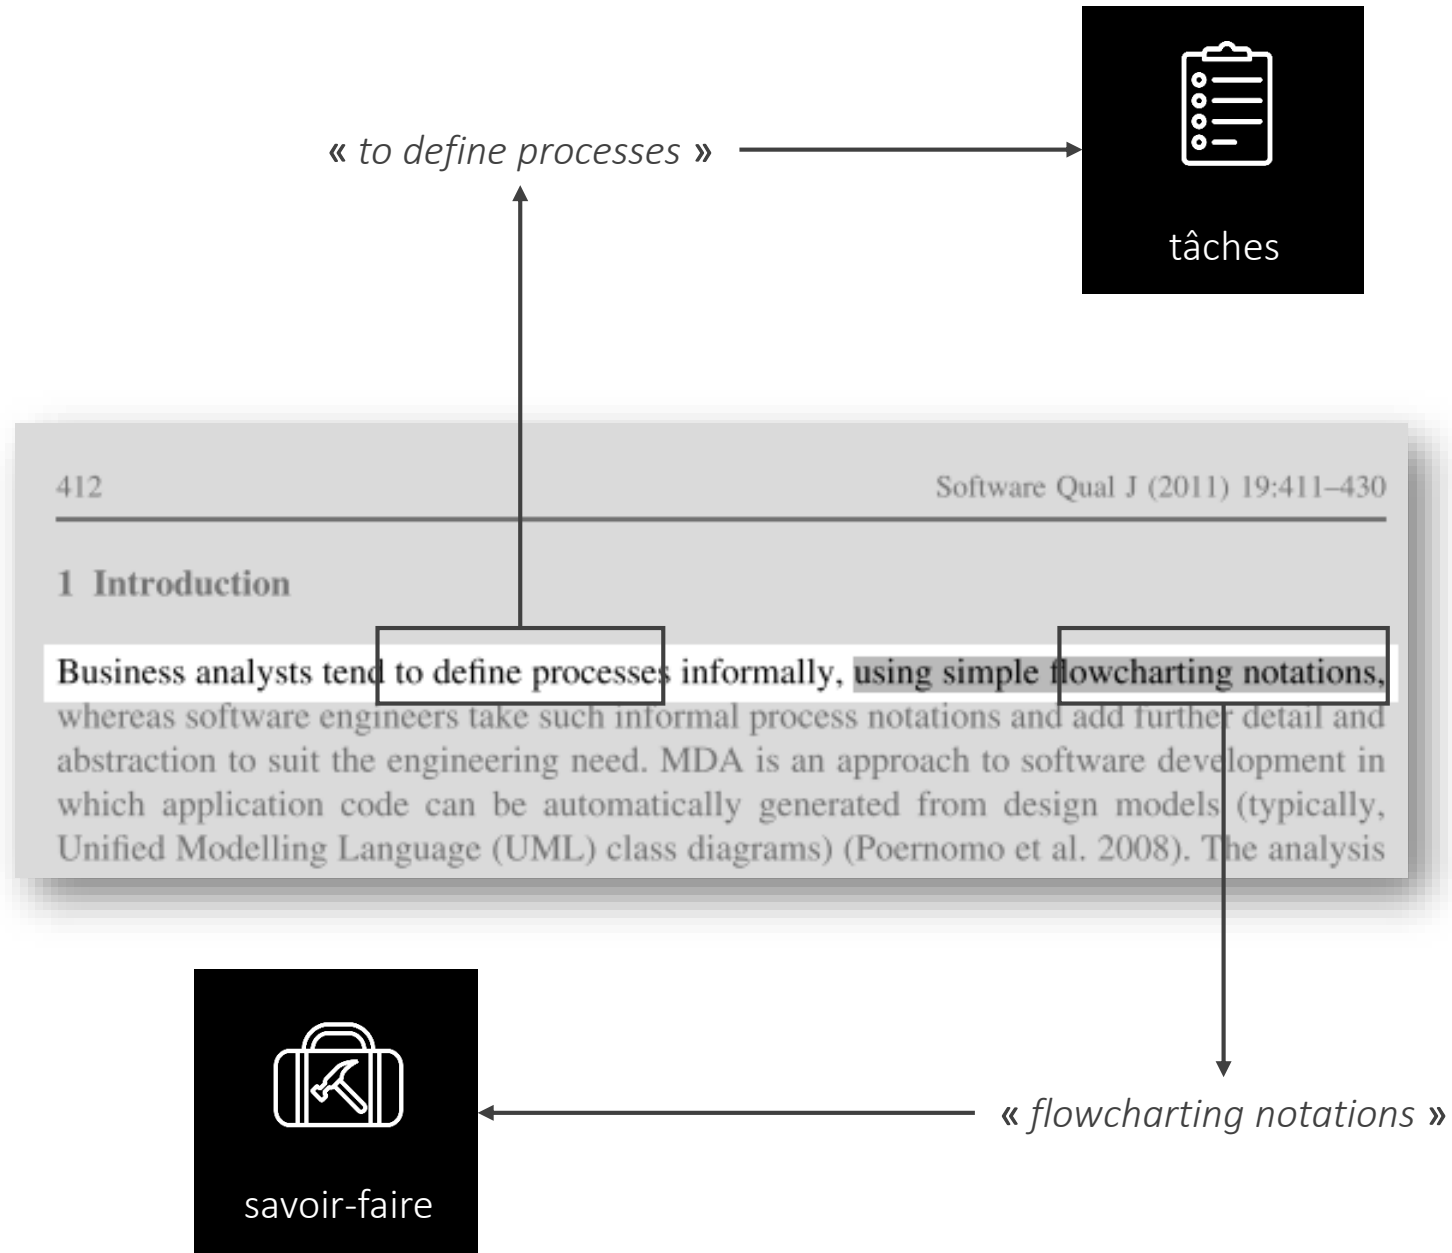 « to define processes »
tâches
412
Software Qual J (2011) 19:411–430
1 Introduction
Business analysts tend to define processes informally, using simple flowcharting notations,
whereas software engineers take such informal process notations and add further detail and
abstraction to suit the engineering need. MDA is an approach to software development in
which application code can be automatically generated from design models (typically,
Unified Modelling Language (UML) class diagrams) (Poernomo et al. 2008). The analysis
« flowcharting notations »
savoir-faire